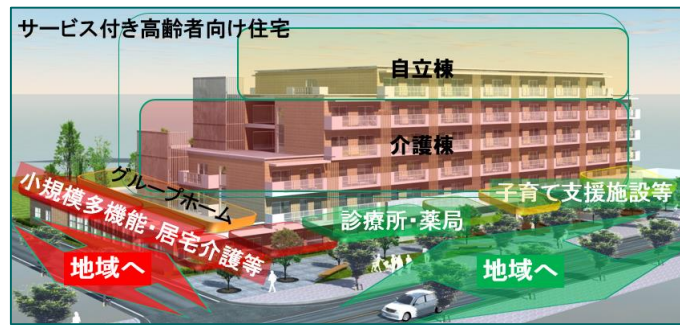 サービス付き高齢者向け住宅
自立棟
介護棟
グループホーム
小規模多機能・居宅介護等
子育て支援施設等
診療所・薬局
地域へ
地域へ